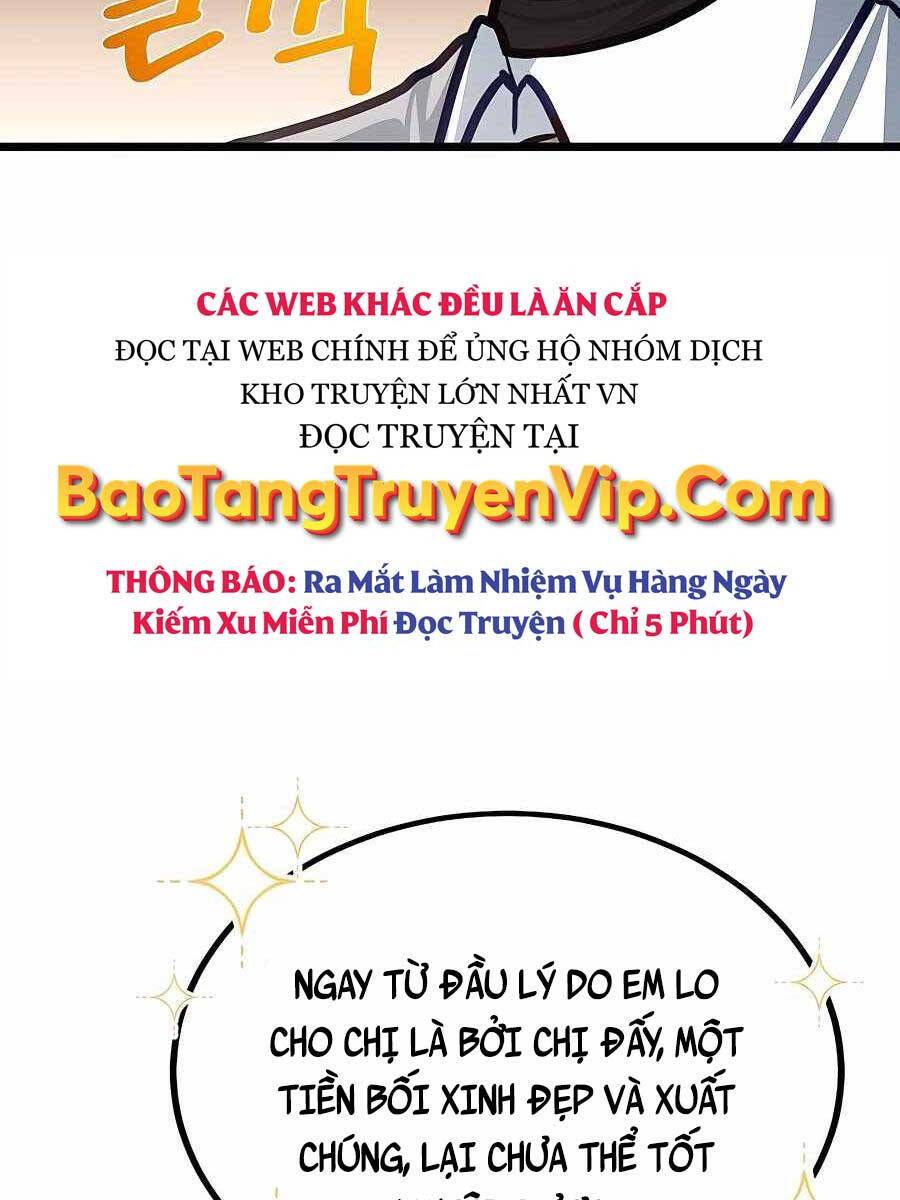 CÁC WEB KHÁC ĐỀU LÀ ĂN CẮP
ĐỌC TẠI WEB CHÍNH ĐỂ ỦNG HỘ NHÓM DỊCH
KHO TRUYỆN LỚN NHẤT VN
ĐỌC TRUYỆN TẠI
BaoTangTruyenVip.Com
THÔNG BÁO: Ra Mắt Làm Nhiệm Vụ Hàng Ngày
Kiếm Xu Miễn Phí Đọc Truyện ( Chỉ 5 Phút)
NGAY TỪ ĐẦU LÝ DO EM LO
CHO CHỊ LÀ BỞI CHỊ ĐẤY, MỘT
TIỀN BỐI XINH ĐẸP VÀ XUẤT
CHÚNG, LẠI CHƯA THỂ TỐT